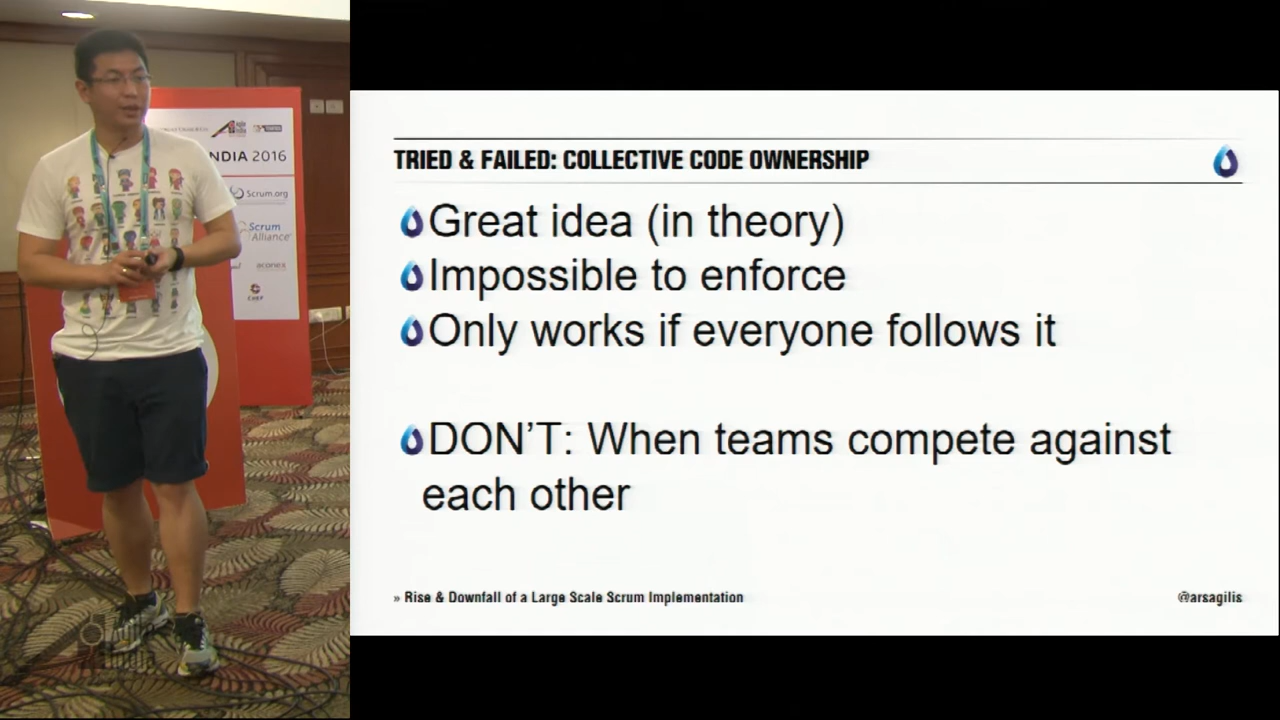 NDIA 2016
Scrum.org
Scrum
Alliance
aconex
CHEF
Agile
India
TRIED & FAILED: COLLECTIVE CODE OWNERSHIP
Great idea (in theory)
Impossible to enforce
Only works if everyone follows it
DON'T: When teams compete against
each other
» Rise & Downfall of a Large Scale Scrum Implementation
@arsagilis